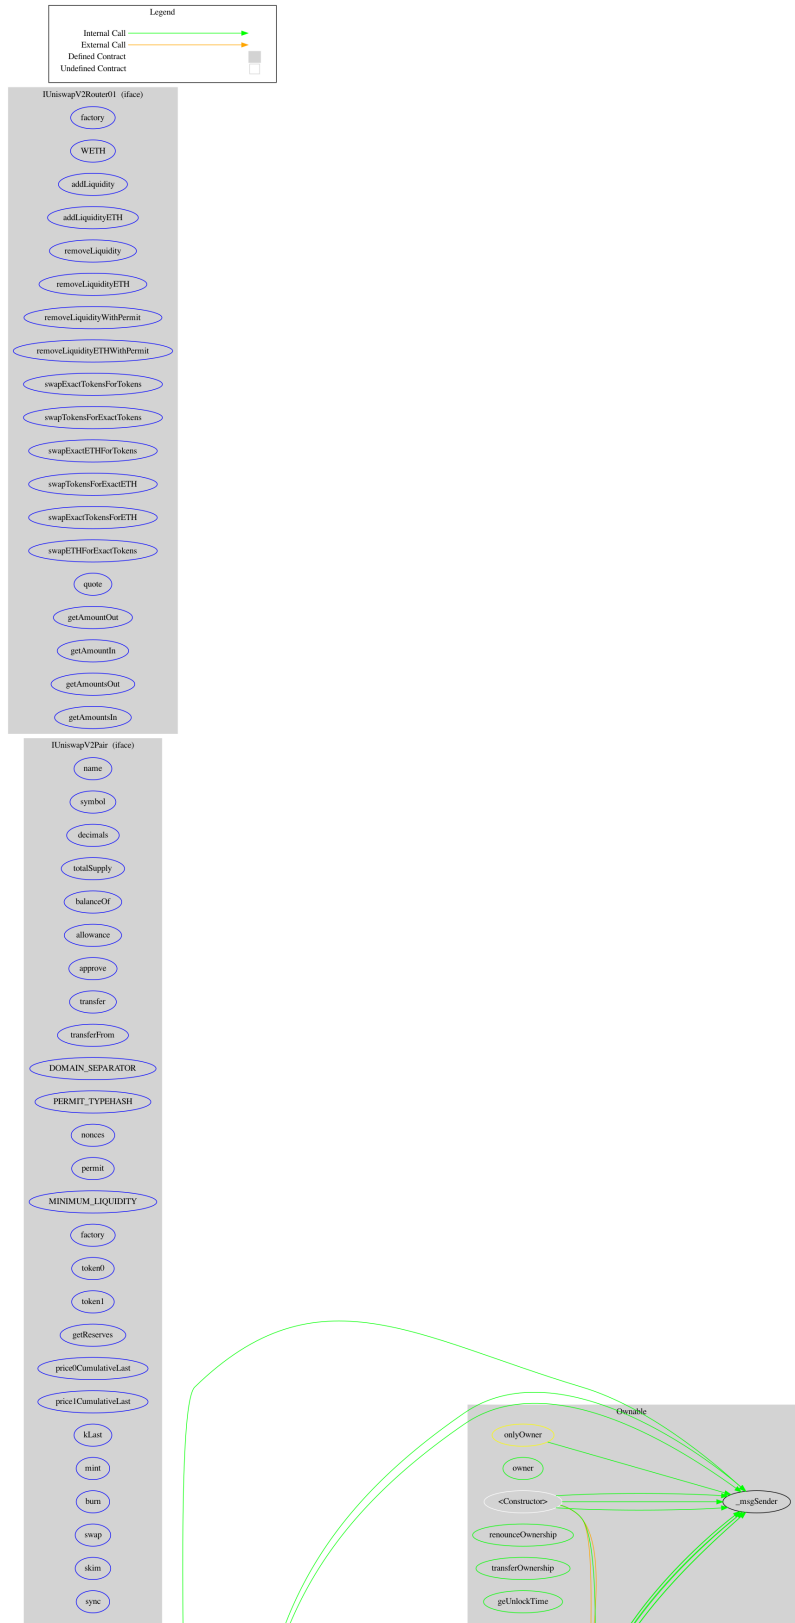 Legend
Internal Call
External Call
Defined Contract
Undefined Contract
IUniswapV2Router01 (iface)
factory
WETH
addLiquidity
addLiquidityETH
removeLiquidity
removeLiquidityETH
removeLiquidityWithPermit
removeLiquidityETHWithPermit
swapExactTokensForTokens
swapTokensForExactTokens
swapExactETHForTokens
swapTokensForExactETH
swapExactTokensForETH
swapETHForExactTokens
quote
getAmountOut
getAmountIn
getAmountsOut
getAmountsIn
IUniswapV2Pair (iface)
name
symbol
decimals
totalSupply
balanceOf
allowance
approve
transfer
transferFrom
DOMAIN_SEPARATOR
PERMIT_TYPEHASH
nonces
permit
MINIMUM_LIQUIDITY
factory
token0
token1
getReserves
price0CumulativeLast
price1CumulativeLast
kLast
mint
burn
swap
skim
sync
Ownable
onlyOwner
owner
<Constructor>
_msgSender
renounceOwnership
transferOwnership
geUnlockTime